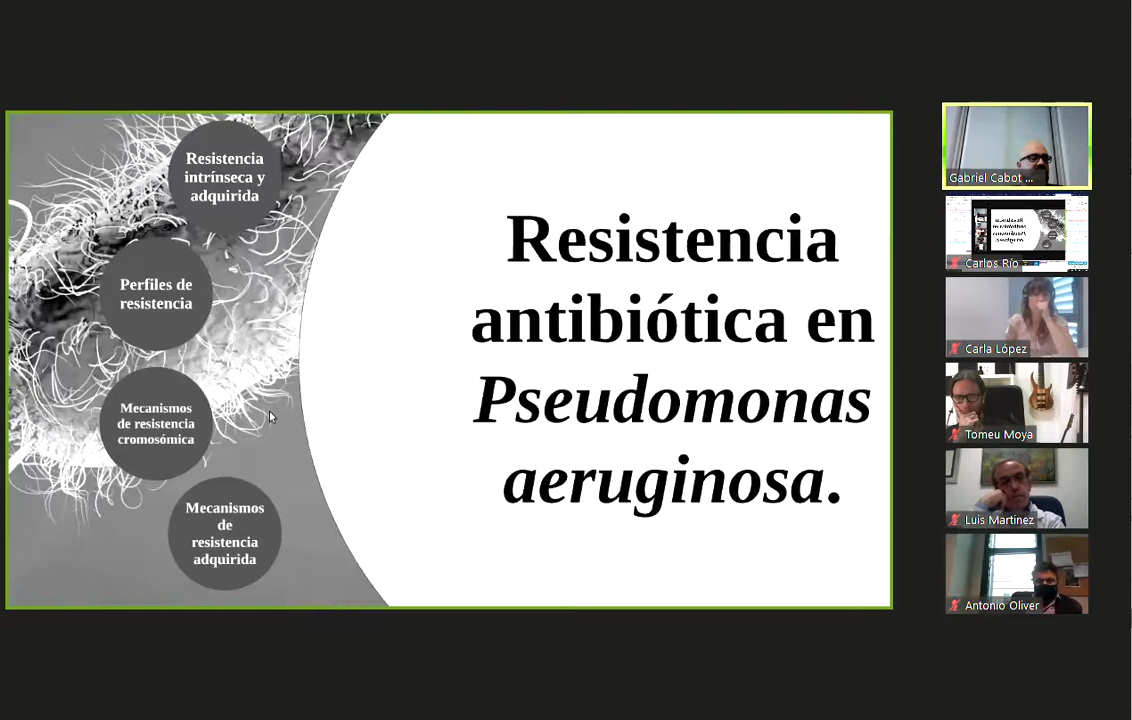 Resistencia
intrínseca y
adquirida
Perfiles de
resistencia
Mecanismos
de resistencia
cromosómica
Mecanismos
de
resistencia
adquirida
Resistencia
antibiótica en
Pseudomonas
aeruginosa.
Gabriel Cabot ...
Carlos Río
Carla López
Tomeu Moya
Luis Martinez
Antonio Oliver